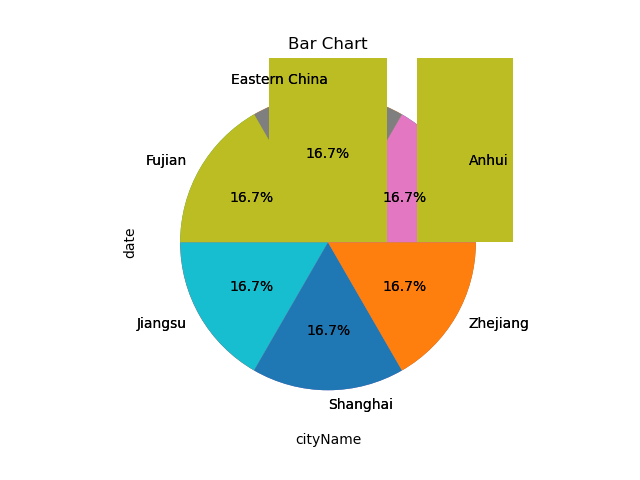 Bar Chart
Eastern China
16.7%
Fujian
Anhui
16.7%
16.7%
date
16.7%
16.7%
Jiangsu
Zhejiang
16.7%
Shanghai
cityName